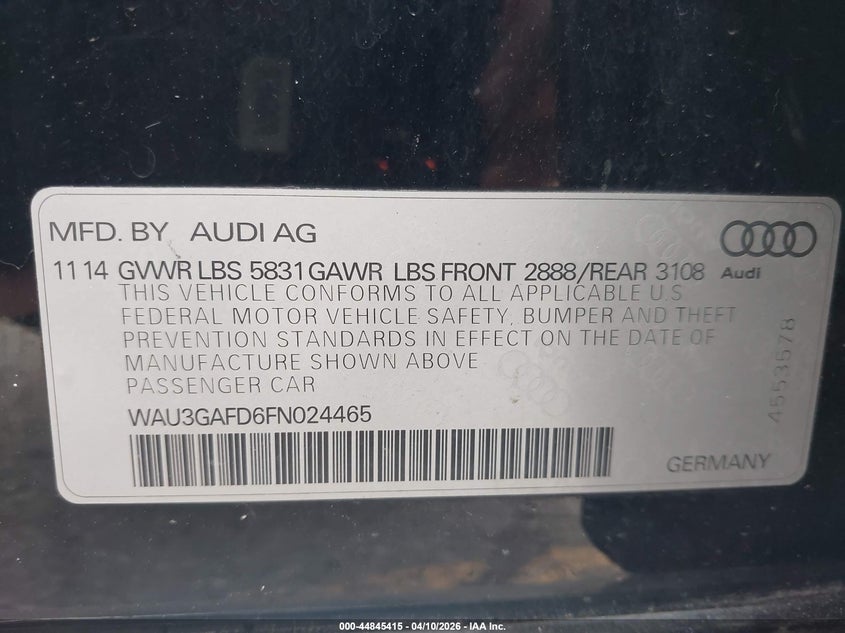 MFD. BY AUDI AG
11 14 GVWR LBS 5831 GAWR LBS FRONT 2888/REAR 3108
Audi
THIS VEHICLE CONFORMS TO ALL APPLICABLE U.S
FEDERAL MOTOR VEHICLE SAFETY, BUMPER AND THEFT
PREVENTION STANDARDS IN EFFECT ON THE DATE OF
MANUFACTURE SHOWN ABOVE
PASSENGER CAR
4553578
WAU3GAFD6FN024465
GERMANY
000-44845415 - 04/10/2026 - IAA Inc.